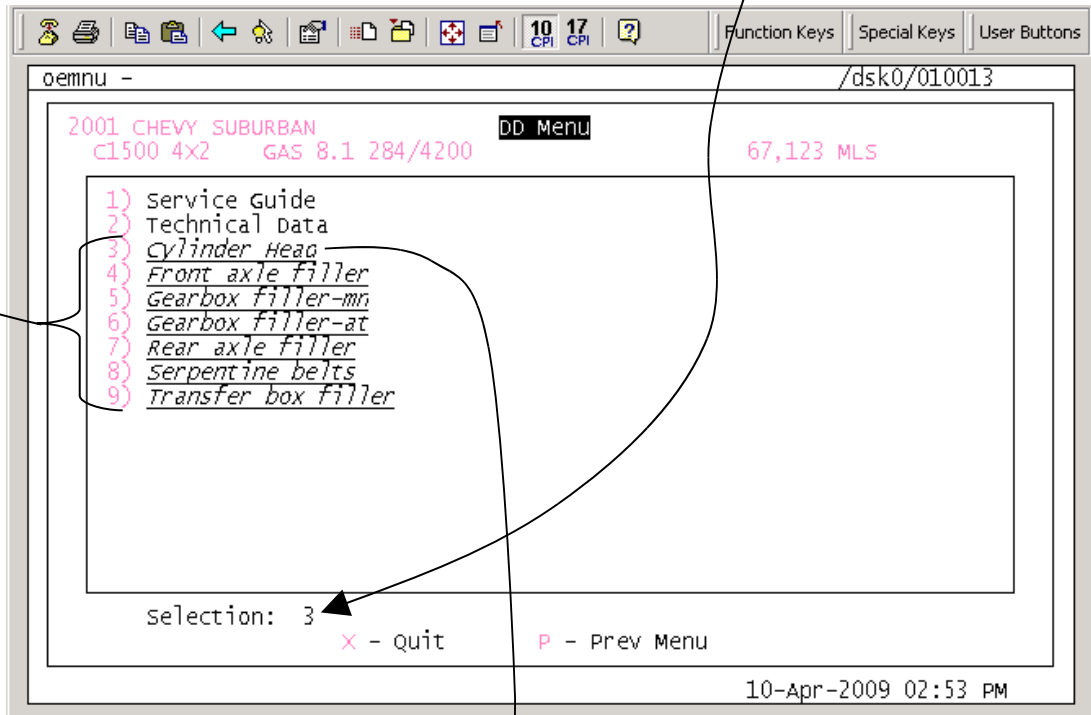 10 CPI 17 CPI Function Keys Special Keys User Buttons
oemnu - /dsk0/010013
2001 CHEVY SUBURBAN DD Menu
C1500 4X2 GAS 8.1 284/4200 67,123 MLS
1) Service Guide
2) Technical Data
3) Cylinder Head
4) Front axle filler
5) Gearbox filler-mn
6) Gearbox filler-at
7) Rear axle filler
8) Serpentine belts
9) Transfer box filler
Selection: 3
X - Quit P - Prev Menu
10-Apr-2009 02:53 PM